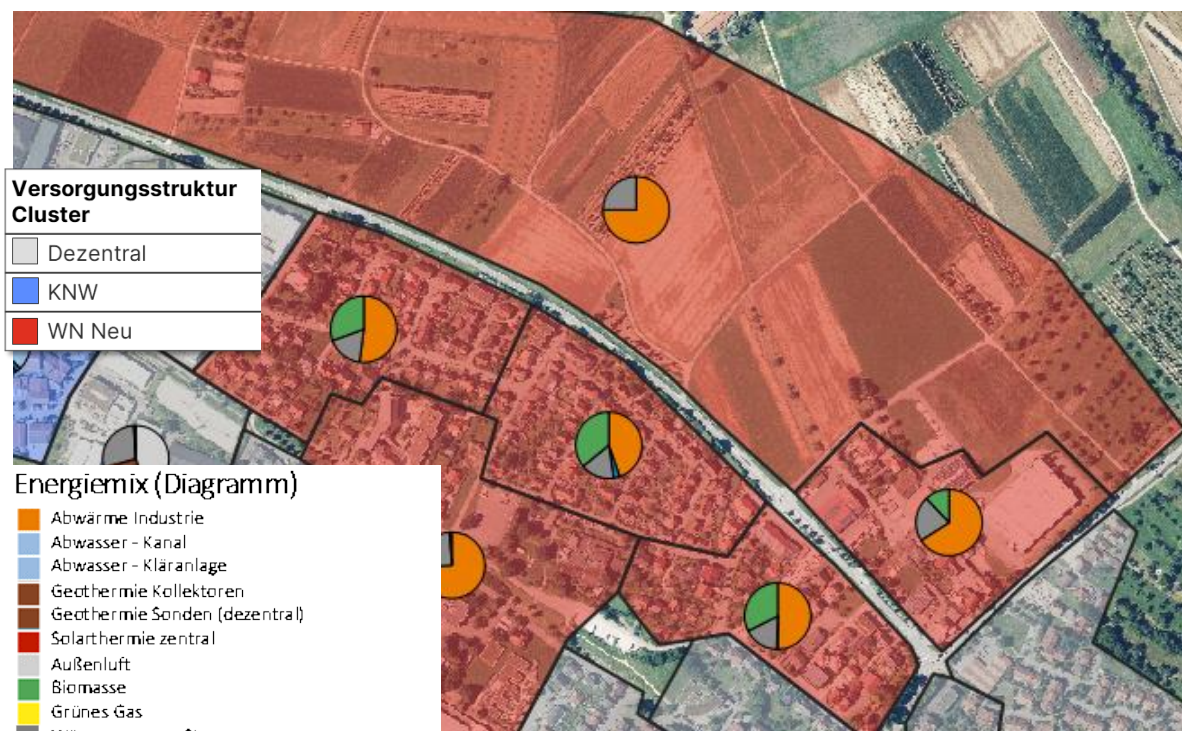 Versorgungsstruktur
Cluster
Dezentral
KNW
WN Neu
Energiemix (Diagramm)
Abwärme Industrie
Abwasser - Kanal
Abwasser - Kläranlage
Geothermie Kollektoren
Geothermie Sonden (dezentral)
Solarthermie zentral
Außenluft
Biomasse
Grünes Gas